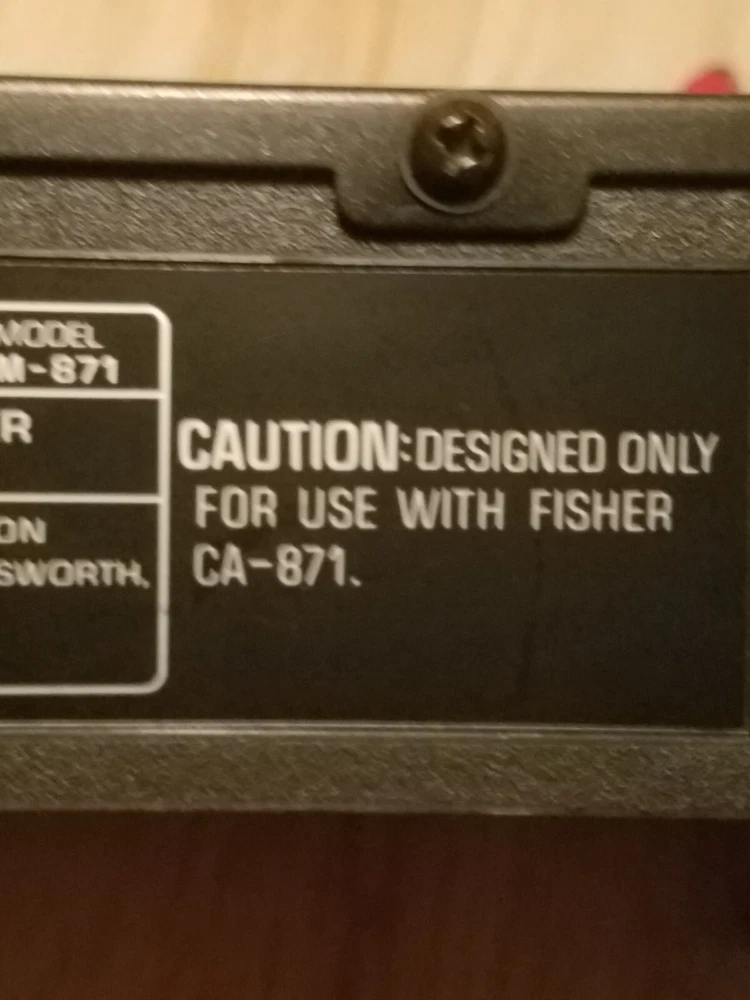 MODEL
M-871
R
ON
SWORTH.
CAUTION: DESIGNED ONLY
FOR USE WITH FISHER
CA-871.